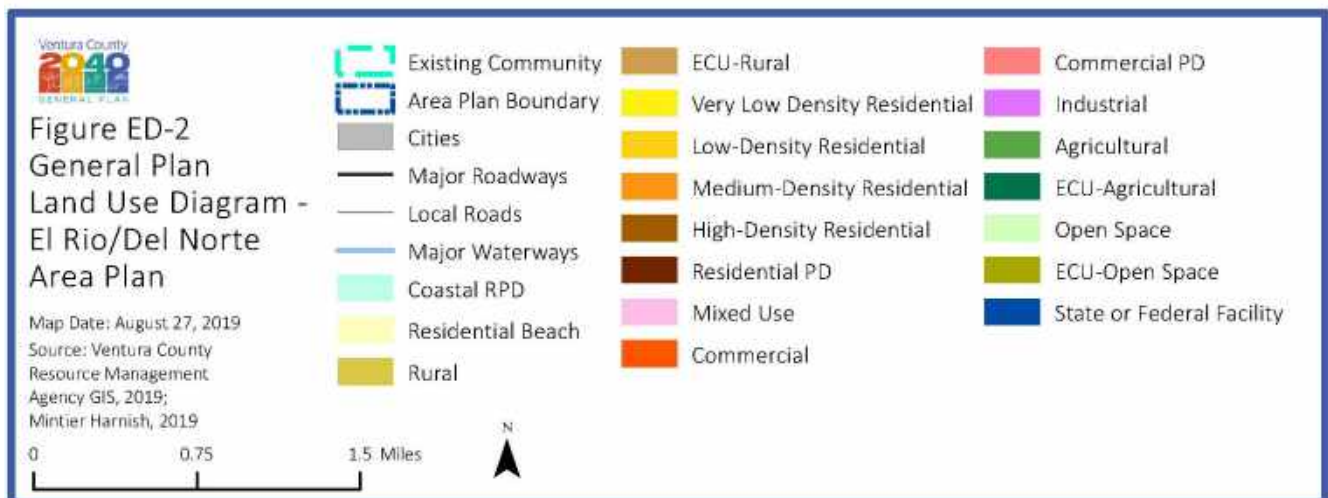 Ventura County
2040
GENERAL PLAN
Figure ED-2
General Plan
Land Use Diagram -
El Rio/Del Norte
Area Plan
Map Date: August 27, 2019
Source: Ventura County
Resource Management
Agency GIS, 2019;
Mintier Harnish, 2019
0 0.75 1.5 Miles
N
Existing Community
Area Plan Boundary
Cities
Major Roadways
Local Roads
Major Waterways
Coastal RPD
Residential Beach
Rural
ECU-Rural
Very Low Density Residential
Low-Density Residential
Medium-Density Residential
High-Density Residential
Residential PD
Mixed Use
Commercial
Commercial PD
Industrial
Agricultural
ECU-Agricultural
Open Space
ECU-Open Space
State or Federal Facility